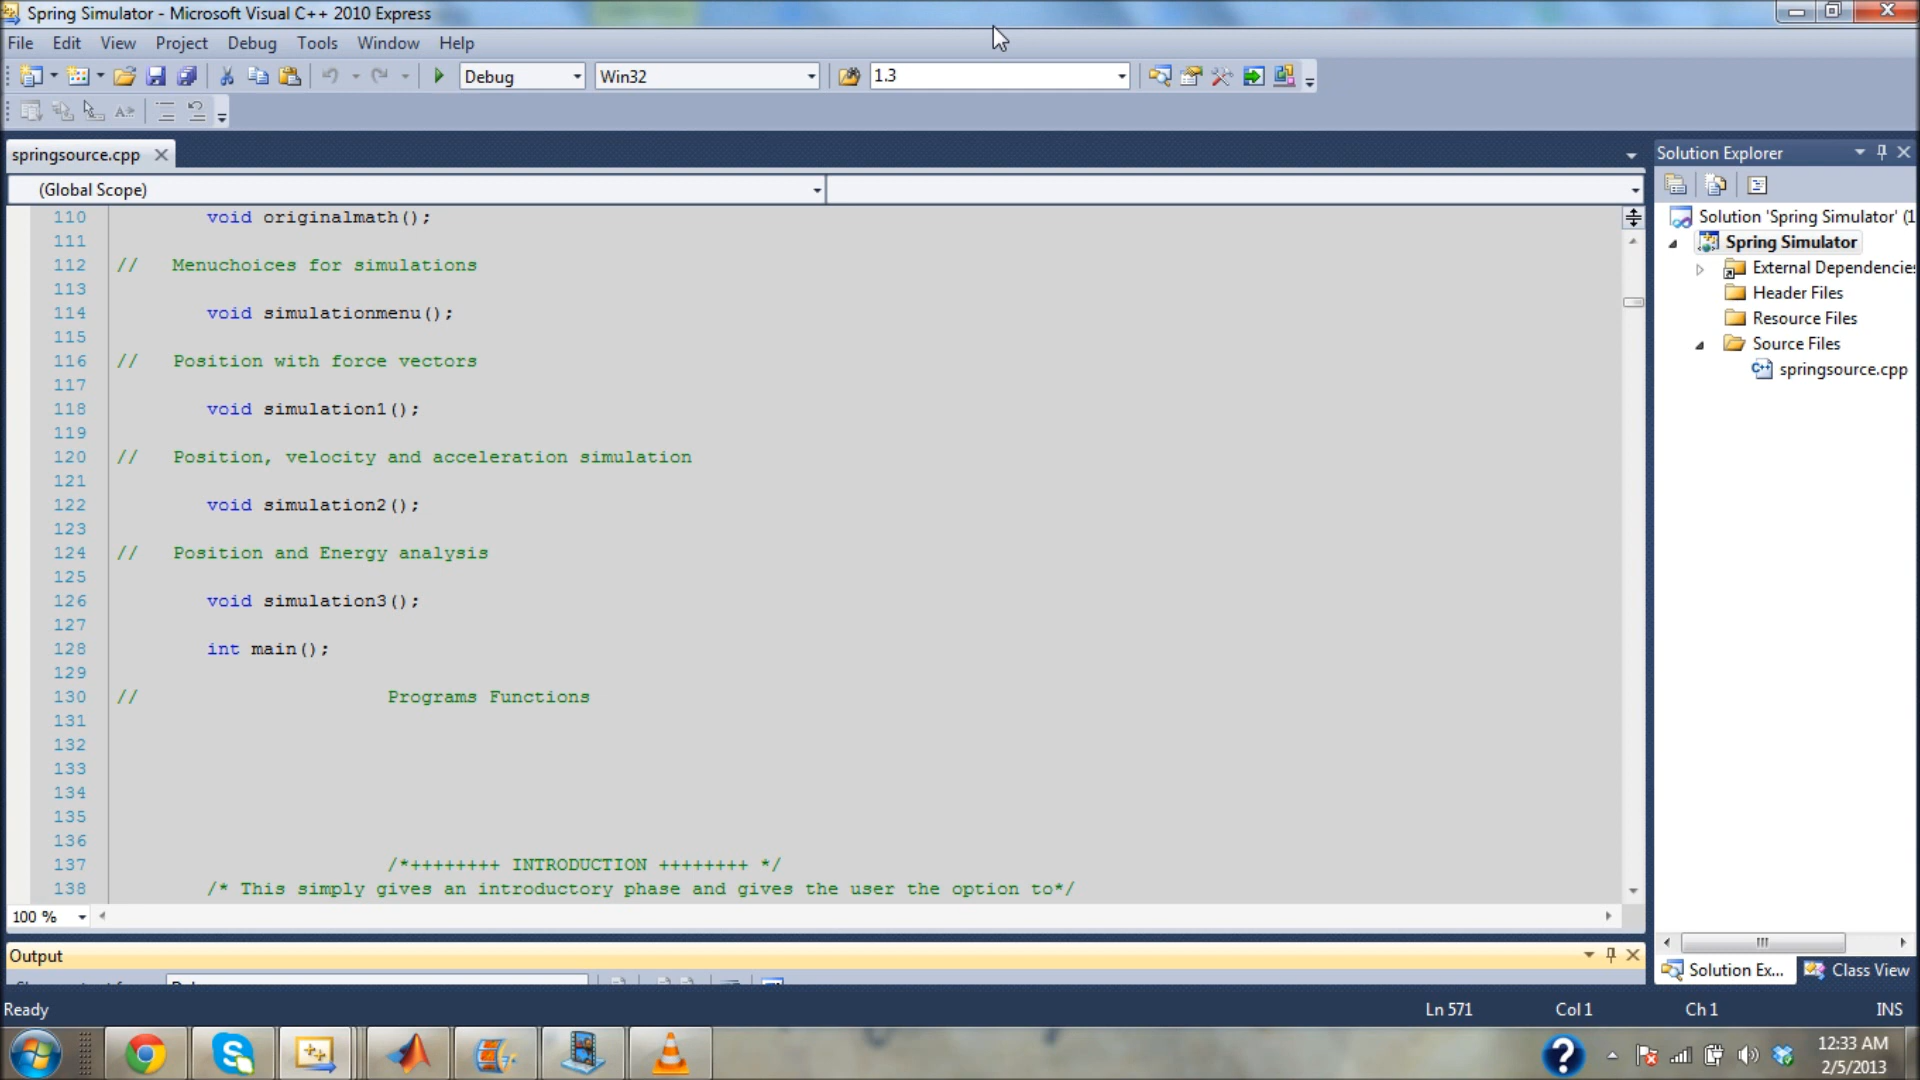 Spring Simulator - Microsoft Visual C++ 2010 Express
File Edit View Project Debug Tools Window Help
Debug Win32 1.3
springsource.cpp
(Global Scope)
110 void originalmath();
111
112 // Menuchoices for simulations
113
114 void simulationmenu();
115
116 // Position with force vectors
117
118 void simulation1();
119
120 // Position, velocity and acceleration simulation
121
122 void simulation2();
123
124 // Position and Energy analysis
125
126 void simulation3();
127
128 int main();
129
130 // Programs Functions
131
132
133
134
135
136
137 /*++++++++ INTRODUCTION ++++++++ */
138 /* This simply gives an introductory phase and gives the user the option to*/
100 %
Solution Explorer
Solution 'Spring Simulator' (1
Spring Simulator
External Dependencies
Header Files
Resource Files
Source Files
springsource.cpp
Solution Ex... Class View
Output
Ready Ln 571 Col 1 Ch 1 INS
12:33 AM
2/5/2013